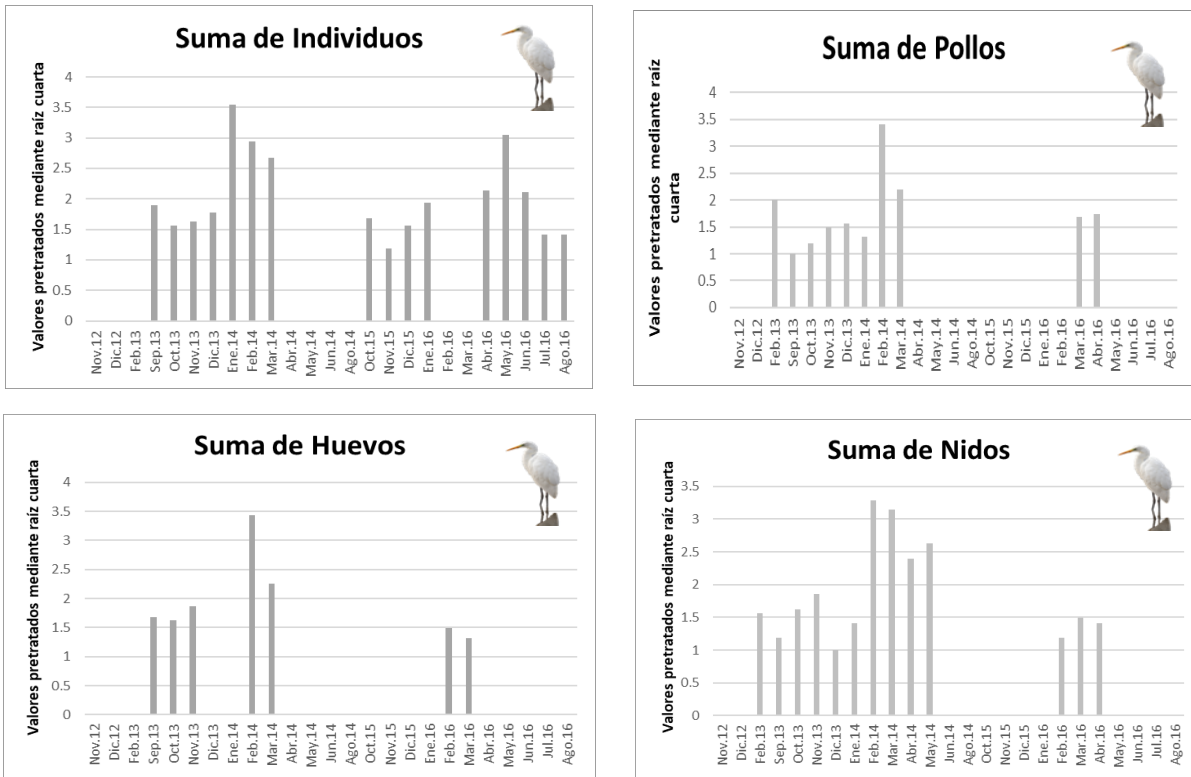 Suma de Individuos
Valores pretratados mediante raíz cuarta
4
3.5
3
2.5
2
1.5
1
0.5
0
Nov.12 Dic.12 Feb.13 Sep.13 Oct.13 Nov.13 Dic.13 Ene.14 Feb.14 Mar.14 Abr.14 May.14 Jun.14 Ago.14 Oct.15 Nov.15 Dic.15 Ene.16 Feb.16 Mar.16 Abr.16 May.16 Jun.16 Jul.16 Ago.16
Suma de Pollos
Valores pretratados mediante raíz
cuarta
4
3.5
3
2.5
2
1.5
1
0.5
0
Nov.12 Dic.12 Feb.13 Sep.13 Oct.13 Nov.13 Dic.13 Ene.14 Feb.14 Mar.14 Abr.14 May.14 Jun.14 Ago.14 Oct.15 Nov.15 Dic.15 Ene.16 Feb.16 Mar.16 Abr.16 May.16 Jun.16 Jul.16 Ago.16
Suma de Huevos
Valores pretratados mediante raíz cuarta
4
3.5
3
2.5
2
1.5
1
0.5
0
Nov.12 Dic.12 Feb.13 Sep.13 Oct.13 Nov.13 Dic.13 Ene.14 Feb.14 Mar.14 Abr.14 May.14 Jun.14 Ago.14 Oct.15 Nov.15 Dic.15 Ene.16 Feb.16 Mar.16 Abr.16 May.16 Jun.16 Jul.16 Ago.16
Suma de Nidos
Valores pretratados mediante raíz cuarta
3.5
3
2.5
2
1.5
1
0.5
0
Nov.12 Dic.12 Feb.13 Sep.13 Oct.13 Nov.13 Dic.13 Ene.14 Feb.14 Mar.14 Abr.14 May.14 Jun.14 Ago.14 Oct.15 Nov.15 Dic.15 Ene.16 Feb.16 Mar.16 Abr.16 May.16 Jun.16 Jul.16 Ago.16